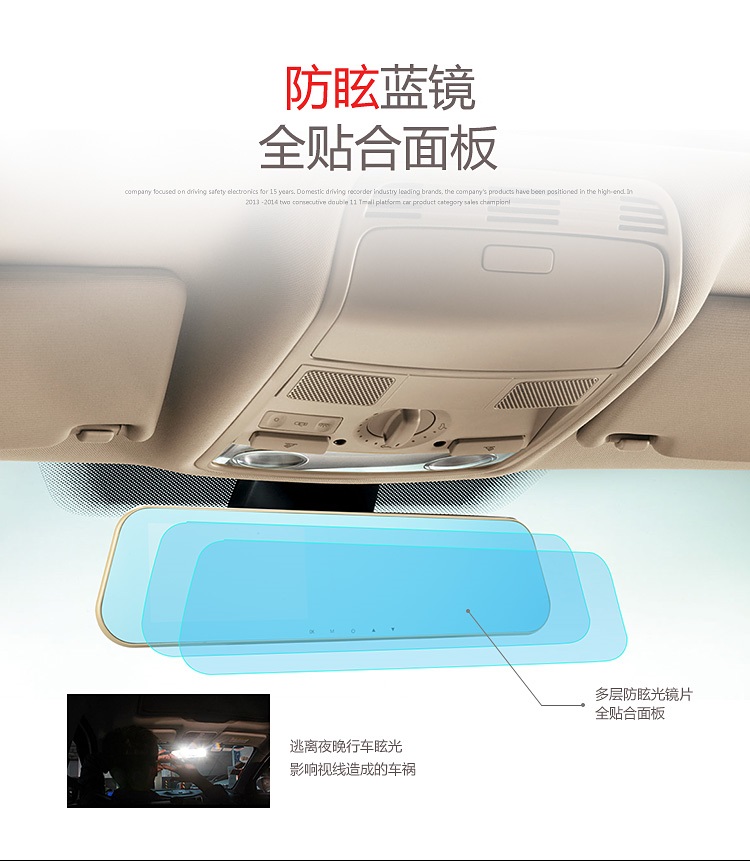 防眩蓝镜
全贴合面板
company focused on driving safety electronics for 15 years. Domestic driving recorder industry leading brands, the company's products have been positioned in the high-end. In
2013 -2014 two consecutive double 11 Tmall platform car product category sales champion!
多层防眩光镜片
全贴合面板
逃离夜晚行车眩光
影响视线造成的车祸